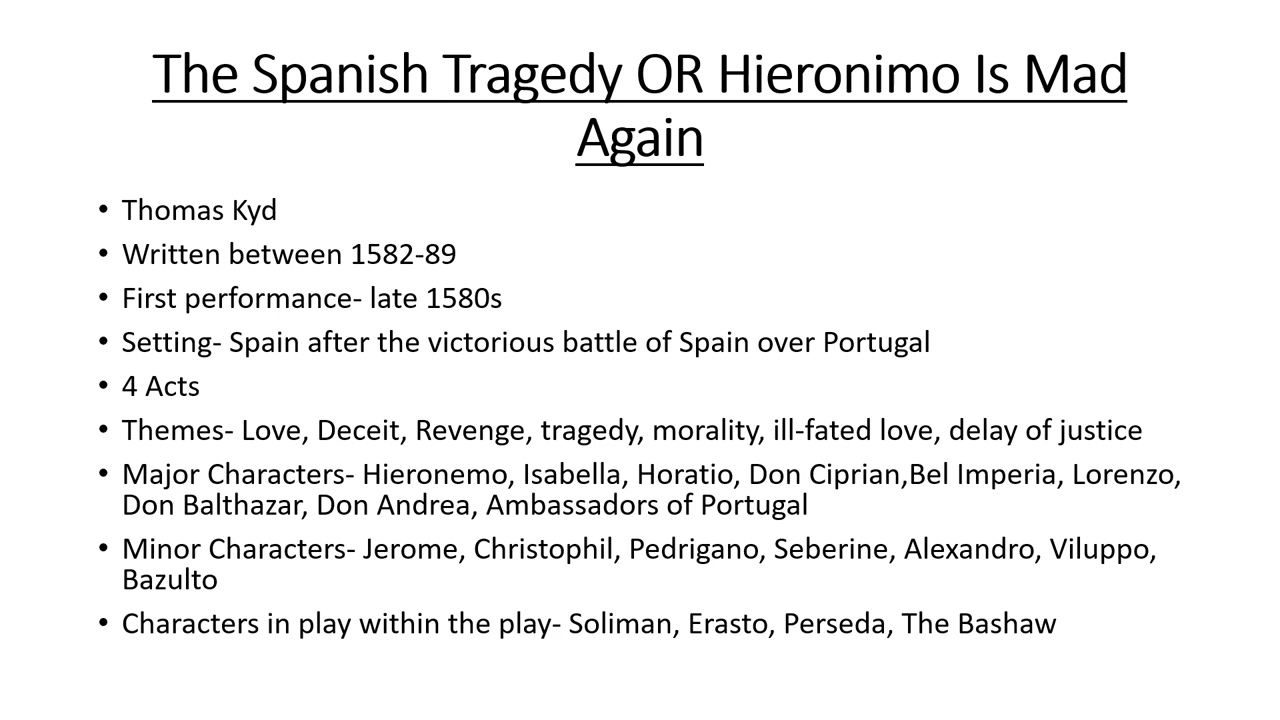 The Spanish Tragedy OR Hieronimo Is Mad
Again
• Thomas Kyd
• Written between 1582-89
• First performance- late 1580s
• Setting- Spain after the victorious battle of Spain over Portugal
• 4 Acts
• Themes- Love, Deceit, Revenge, tragedy, morality, ill-fated love, delay of justice
• Major Characters- Hieronemo, Isabella, Horatio, Don Ciprian,Bel Imperia, Lorenzo,
Don Balthazar, Don Andrea, Ambassadors of Portugal
• Minor Characters- Jerome, Christophil, Pedrigano, Seberine, Alexandro, Viluppo,
Bazulto
• Characters in play within the play- Soliman, Erasto, Perseda, The Bashaw